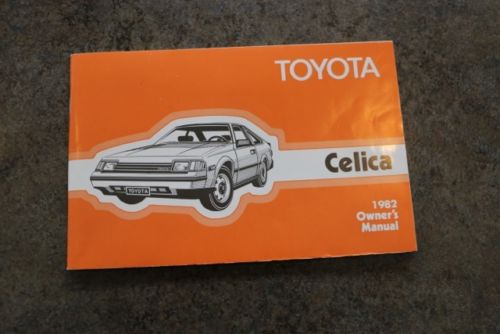 TOYOTA
Celica
TOYOTA
1982
Owner's
Manual